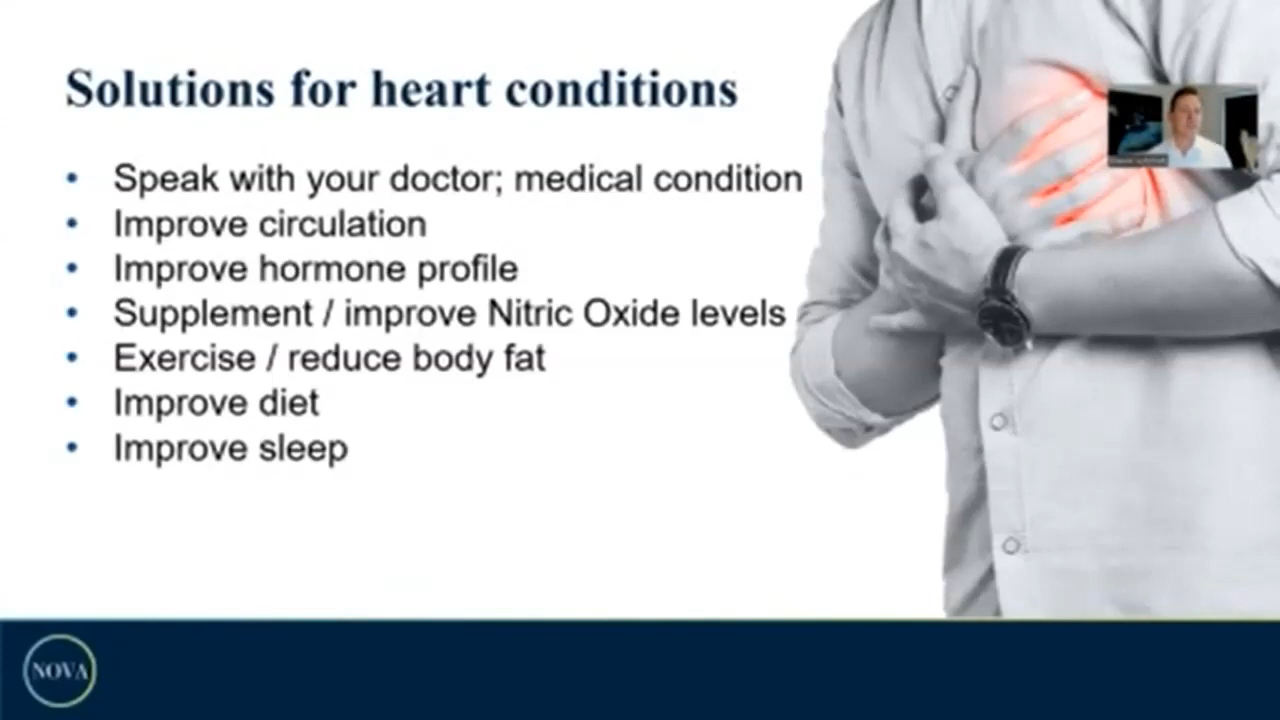 Solutions for heart conditions
• Speak with your doctor; medical condition
• Improve circulation
• Improve hormone profile
• Supplement / improve Nitric Oxide levels
• Exercise / reduce body fat
• Improve diet
• Improve sleep
NOVA